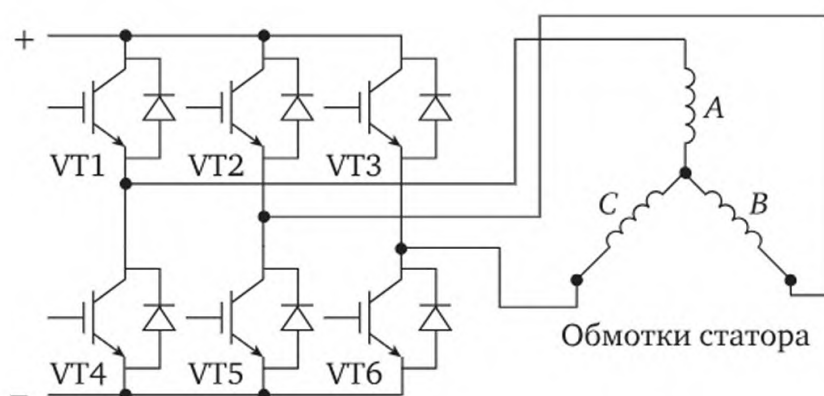 +
VT1 VT2 VT3
A
C B
VT4 VT5 VT6
Обмотки статора
–